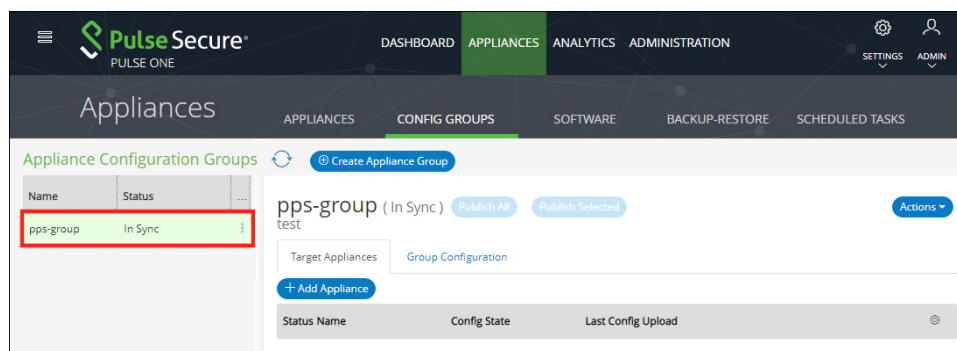 Pulse Secure®
PULSE ONE
DASHBOARD APPLIANCES ANALYTICS ADMINISTRATION
SETTINGS ADMIN
Appliances
APPLIANCES CONFIG GROUPS SOFTWARE BACKUP-RESTORE SCHEDULED TASKS
Appliance Configuration Groups
Create Appliance Group
Name Status ...
pps-group In Sync
pps-group ( In Sync ) Publish All Publish Selected
Actions
test
Target Appliances Group Configuration
+ Add Appliance
Status Name Config State Last Config Upload